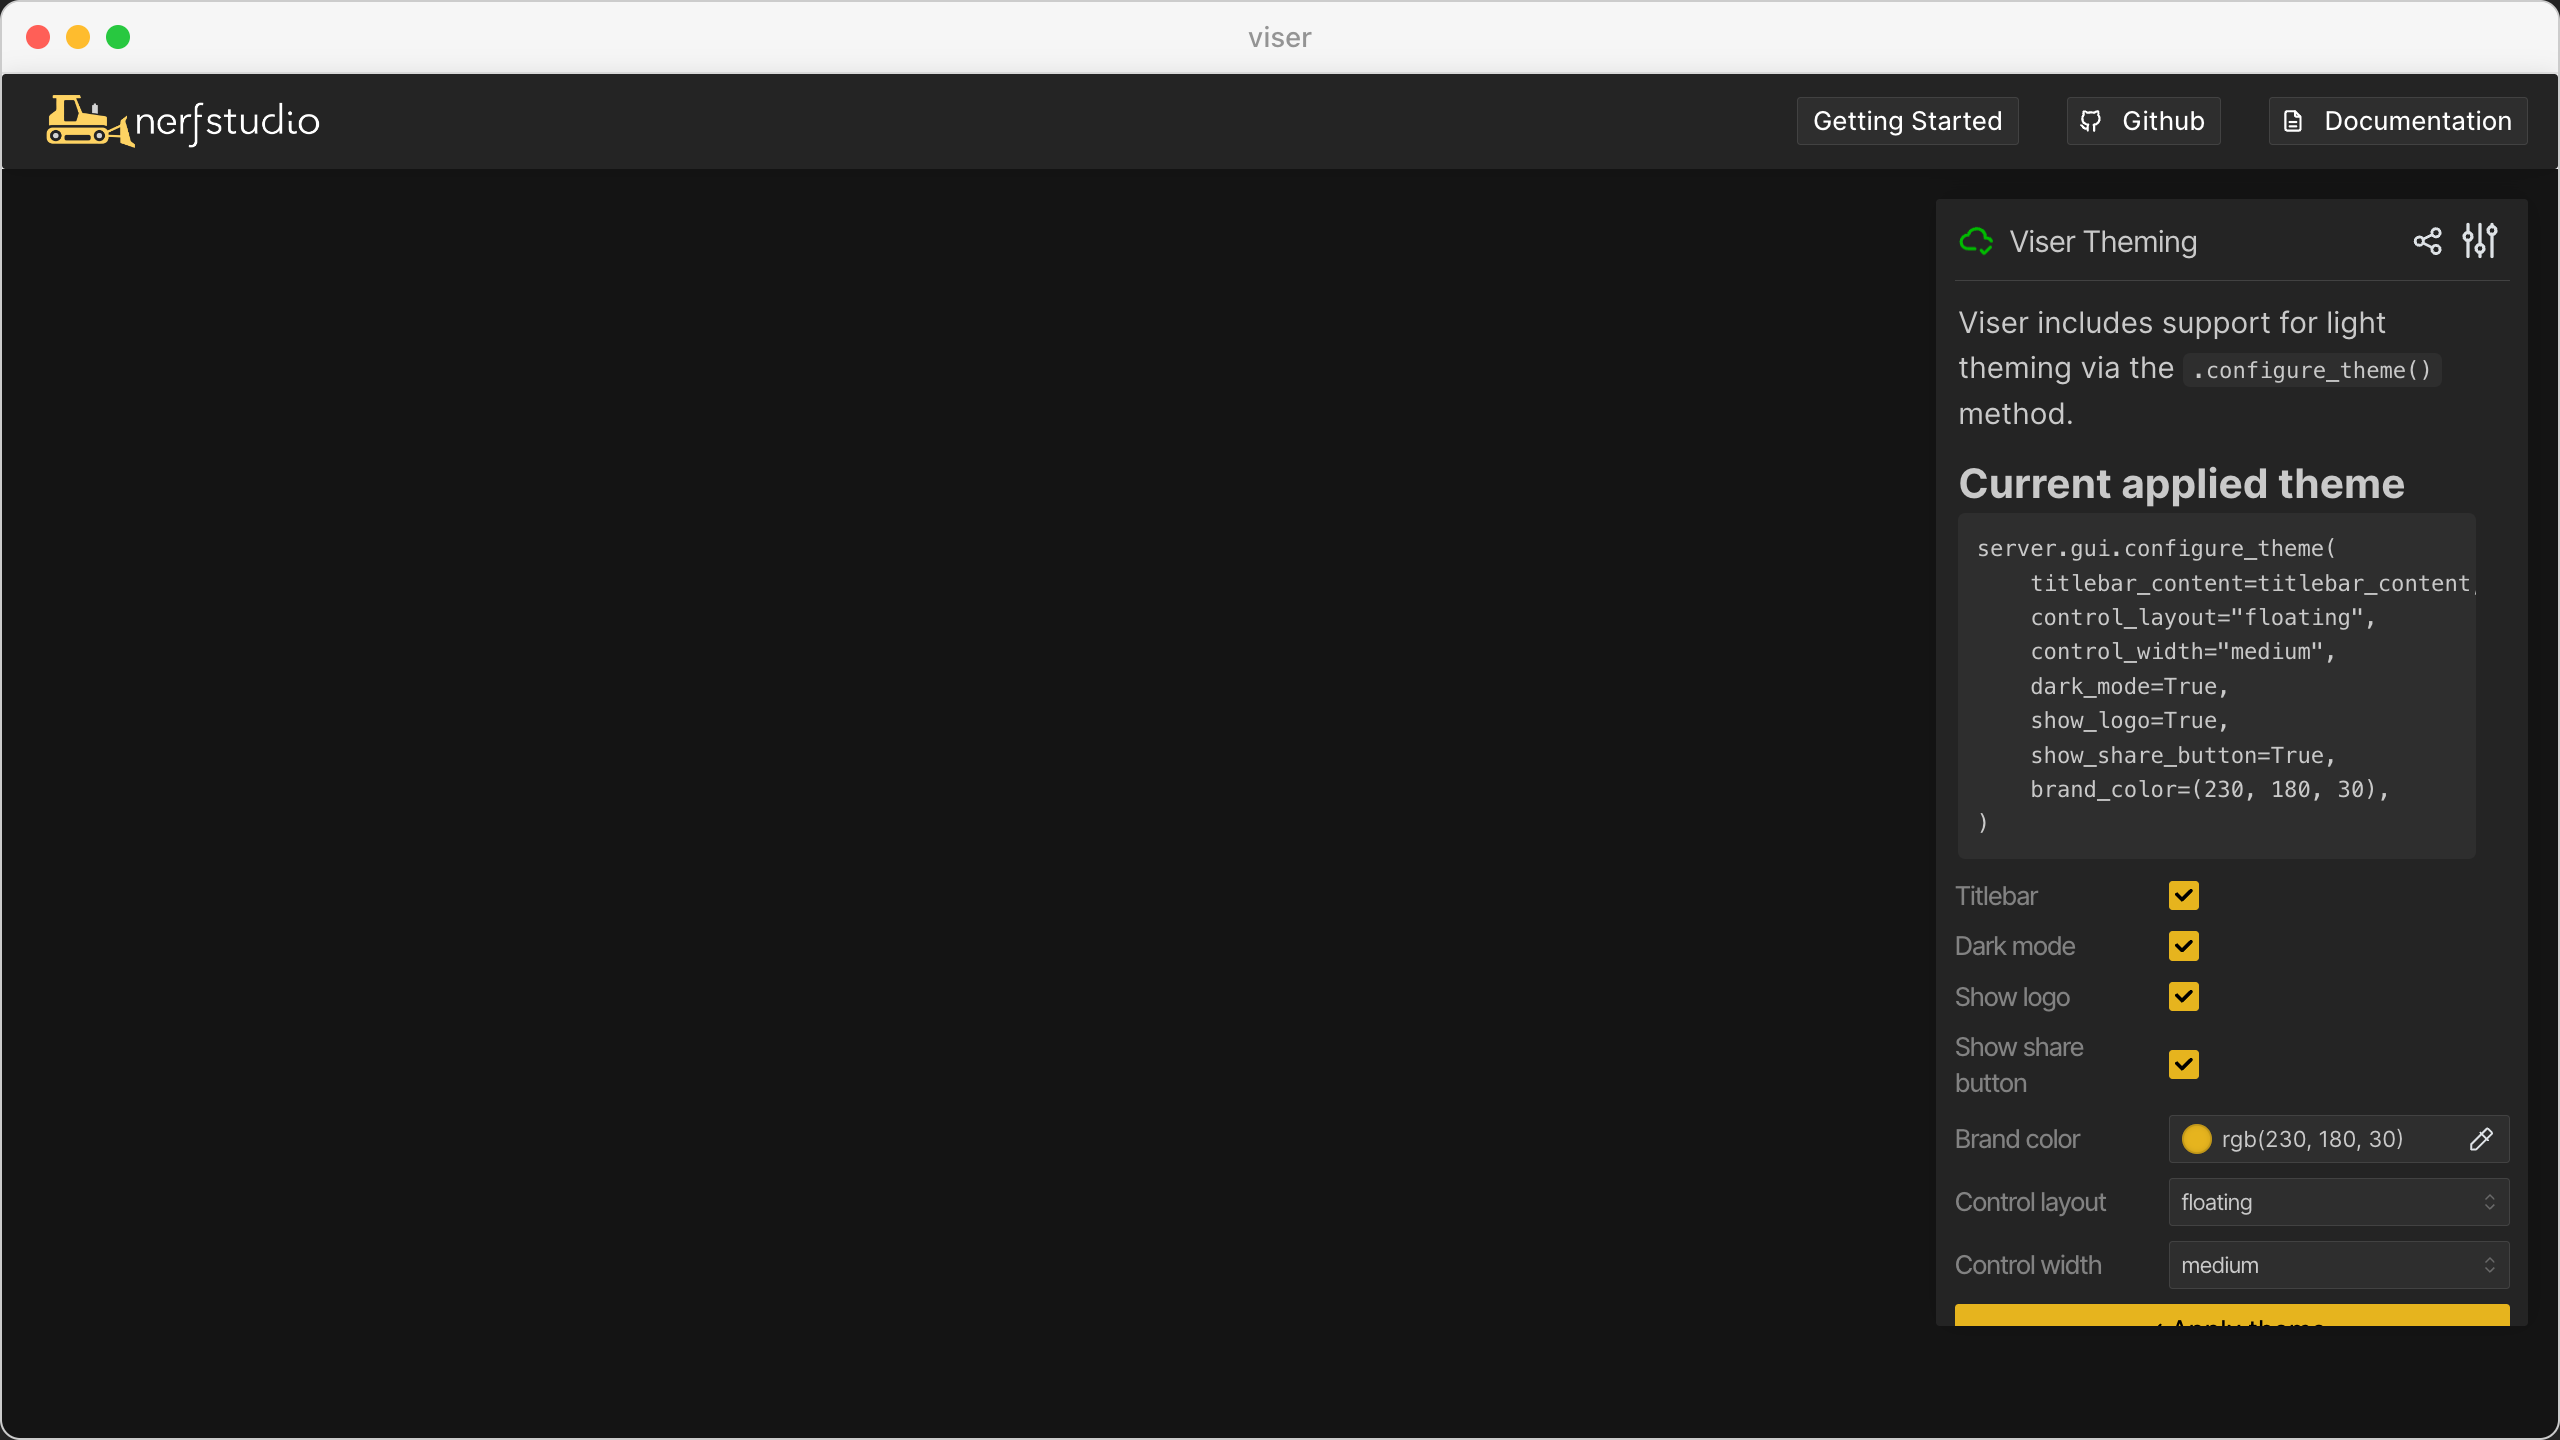 viser
nerfstudio
Getting Started
Github
Documentation
Viser Theming
Viser includes support for light
theming via the .configure_theme()
method.
Current applied theme
server.gui.configure_theme(
    titlebar_content=titlebar_content,
    control_layout="floating",
    control_width="medium",
    dark_mode=True,
    show_logo=True,
    show_share_button=True,
    brand_color=(230, 180, 30),
)
Titlebar
Dark mode
Show logo
Show share
button
Brand color
rgb(230, 180, 30)
Control layout
floating
Control width
medium
Apply theme